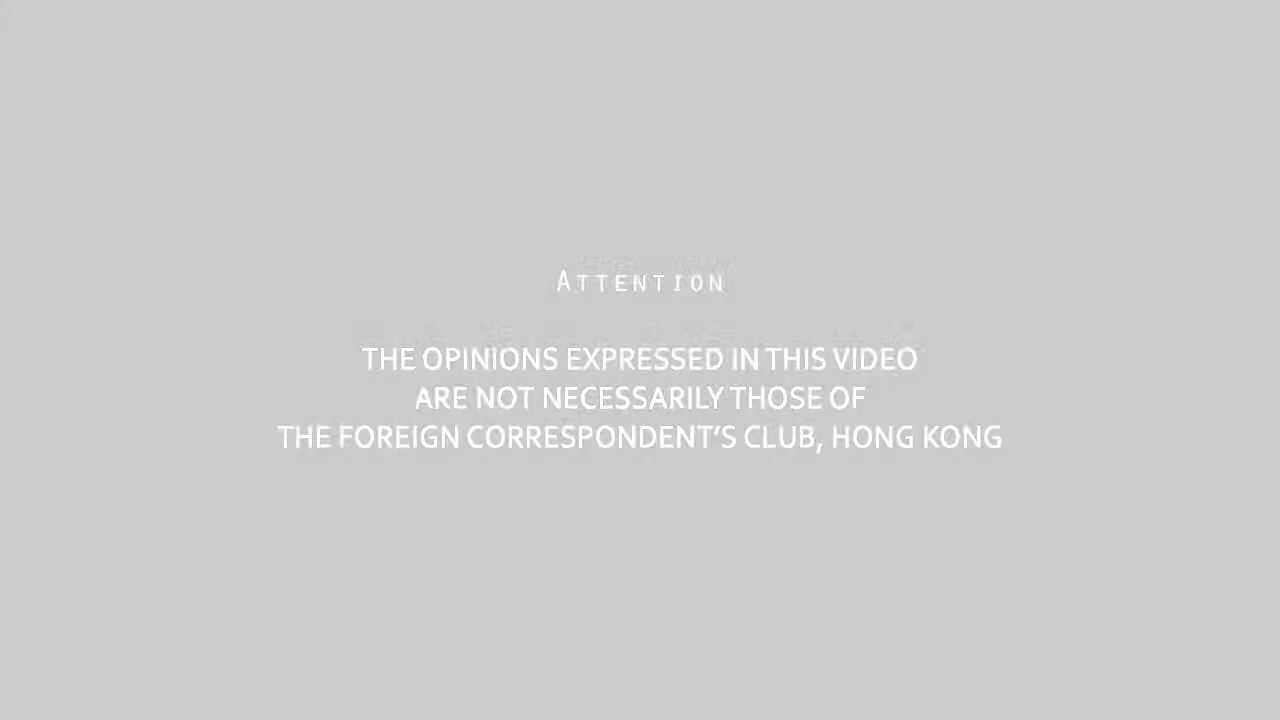 Attention
THE OPINIONS EXPRESSED IN THIS VIDEO
ARE NOT NECESSARILY THOSE OF
THE FOREIGN CORRESPONDENT'S CLUB, HONG KONG